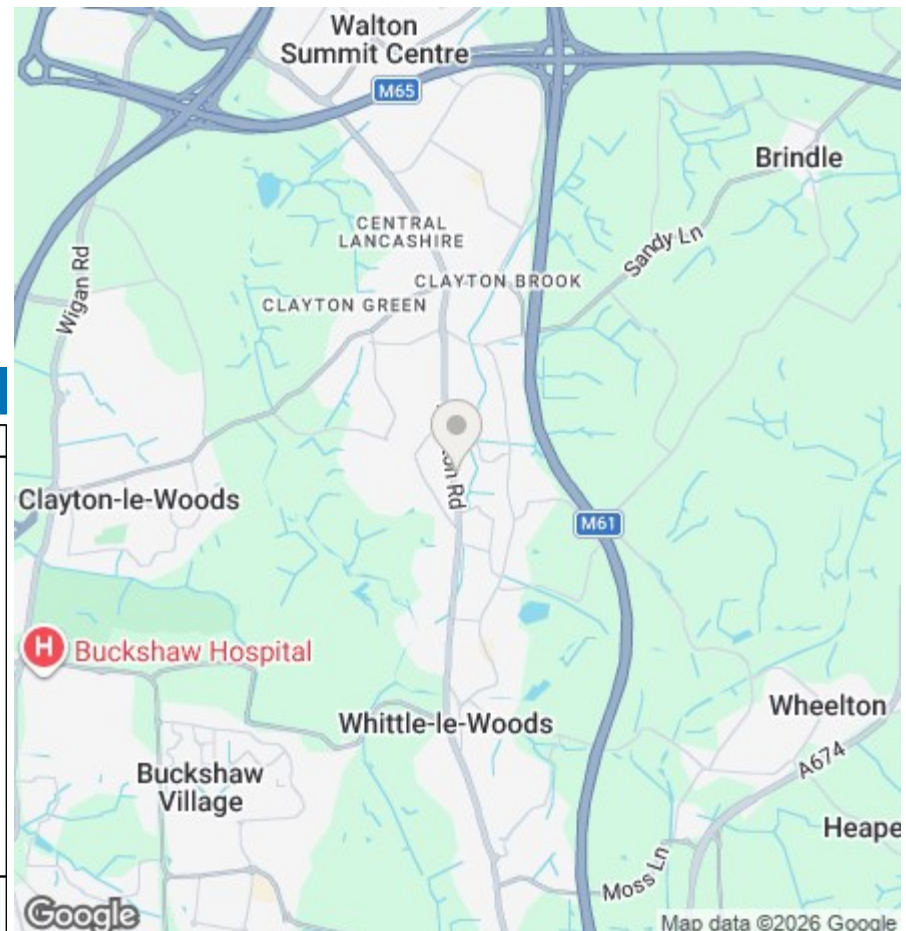 Walton
Summit Centre
M65
Brindle
CENTRAL
LANCASHIRE
Sandy Ln
CLAYTON BROOK
CLAYTON GREEN
Wigan Rd
Clayton-le-Woods
M61
Buckshaw Hospital
H
Whittle-le-Woods
Wheelton
Buckshaw
Village
A674
Moss Ln
Google
Map data ©2026 Google